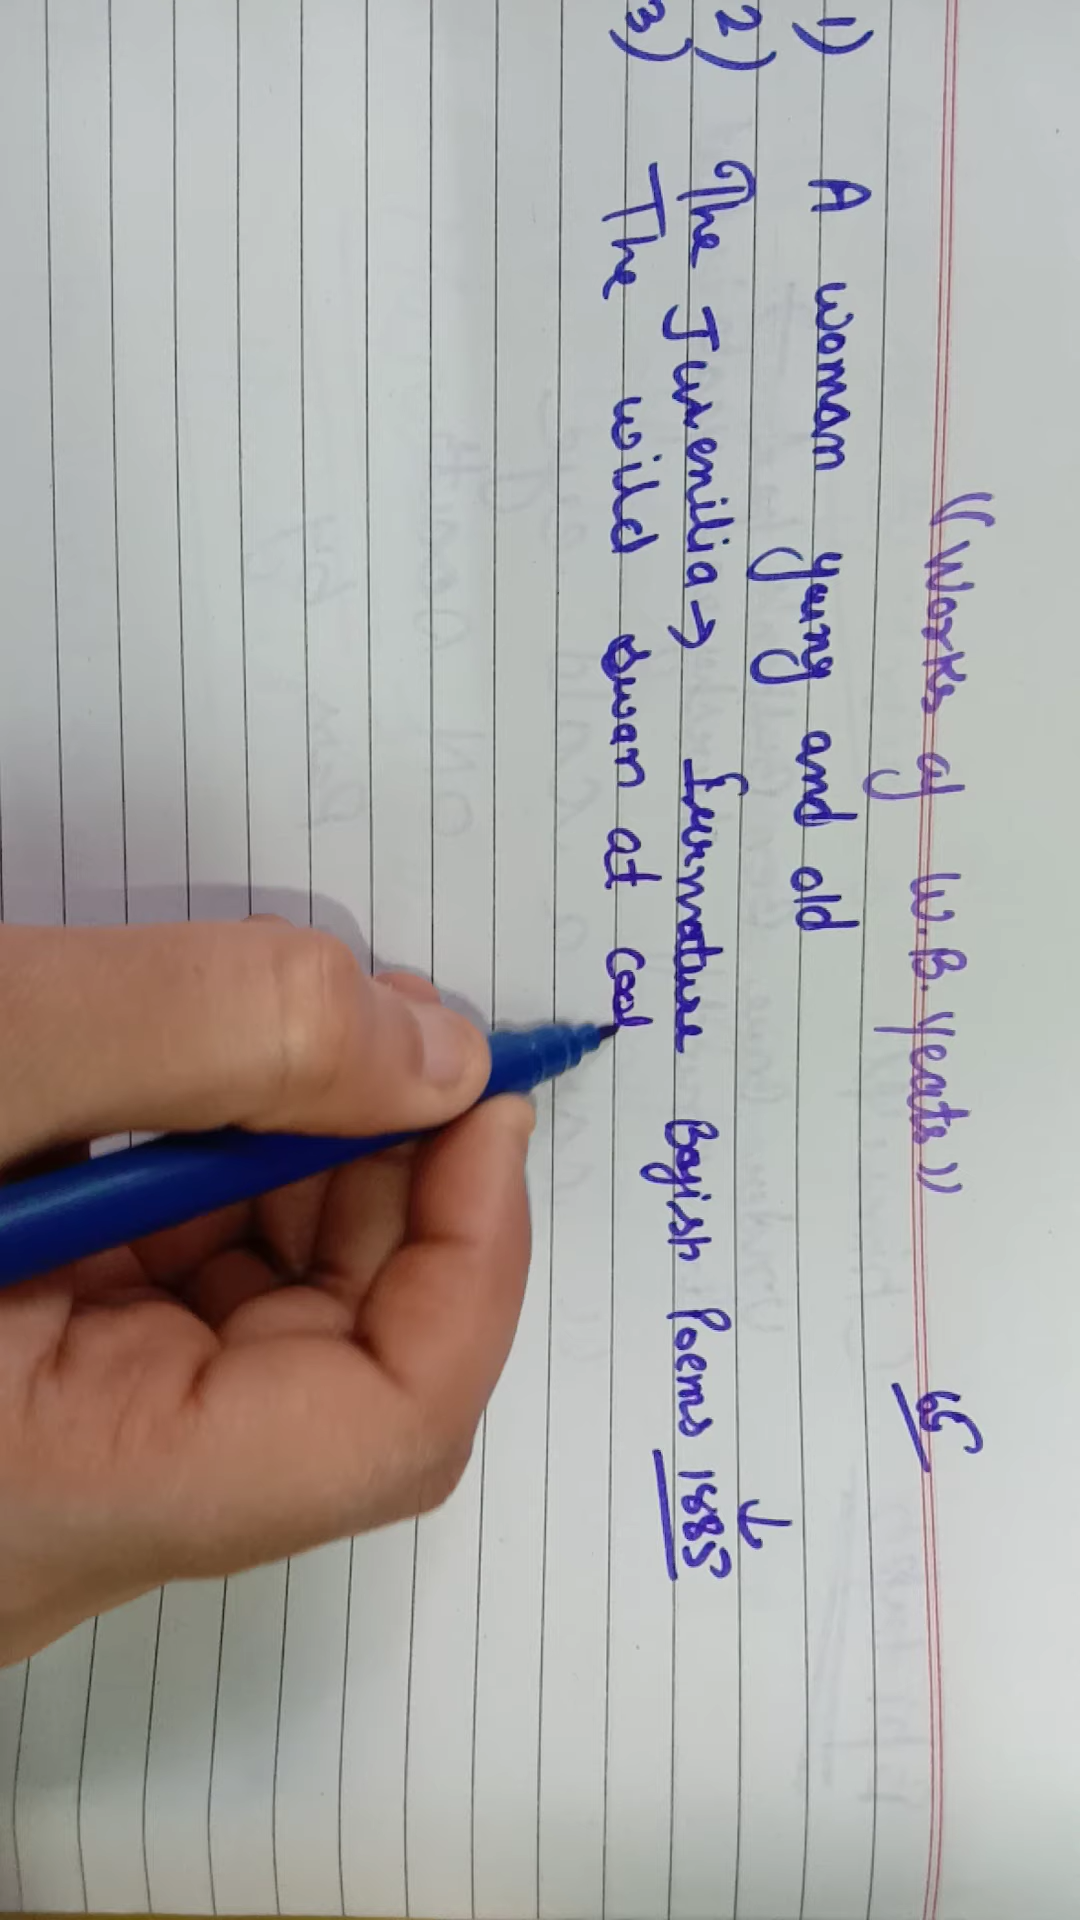 ((Works of W.B. Yeats))
1) A woman young and old
2) The Juvenilia → Immature Boyish Poems 1885
3) The wild swan at cool